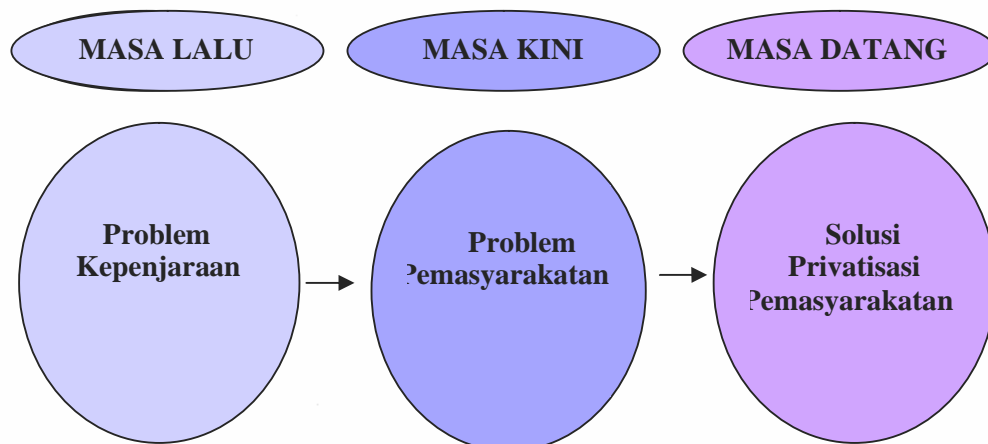 MASA LALU
MASA KINI
MASA DATANG
Problem
Kepenjaraan
Problem
Pemasyarakatan
Solusi
Privatisasi
Pemasyarakatan